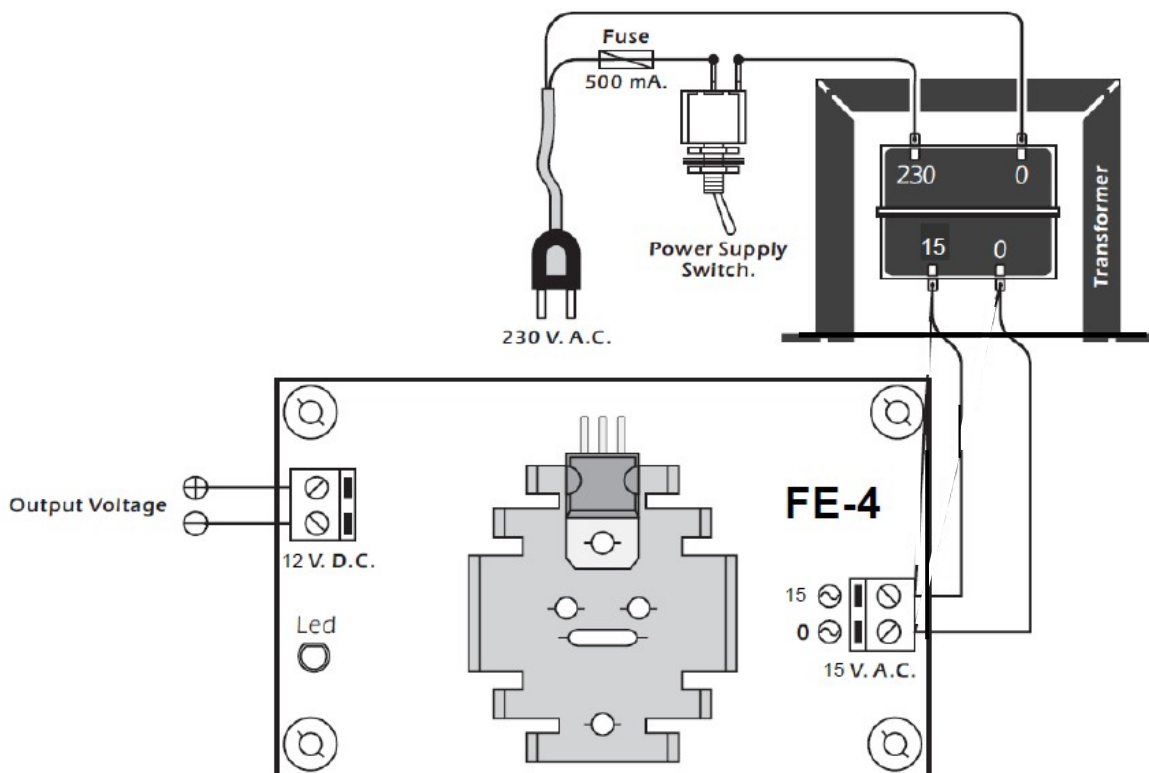 Fuse
500 mA.
230
0
15
0
Transformer
Power Supply
Switch.
230 V. A.C.
Output Voltage
12 V. D.C.
FE-4
Led
15
0
15 V. A.C.